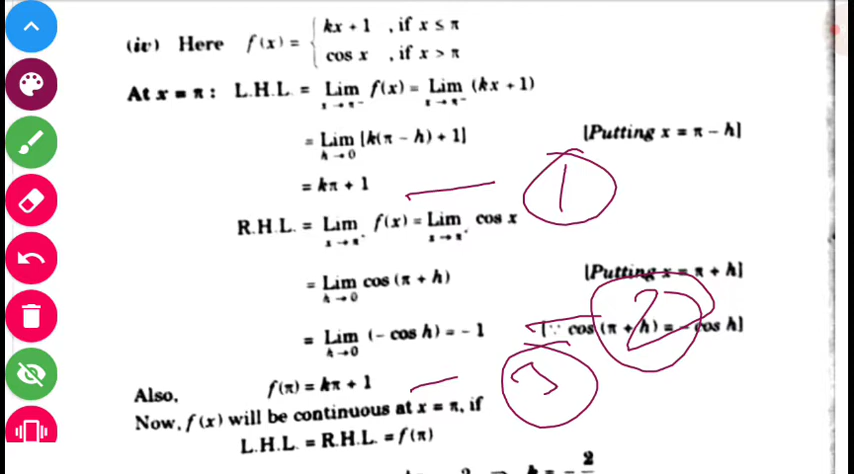 (iv) Here f(x) = { kx + 1 , if x ≤ π
cos x , if x > π
At x = π : L.H.L. = Lim x→π⁻ f(x) = Lim x→π⁻ (kx + 1)
= Lim h→0 [k(π – h) + 1] [Putting x = π – h]
= kπ + 1 1
R.H.L. = Lim x→π⁺ f(x) = Lim x→π⁺ cos x
= Lim h→0 cos (π + h) [Putting x = π + h]
= Lim h→0 (– cos h) = – 1 [∵ cos (π + h) = – cos h] 2
Also, f(π) = kπ + 1 3
Now, f(x) will be continuous at x = π, if
L.H.L. = R.H.L. = f(π)